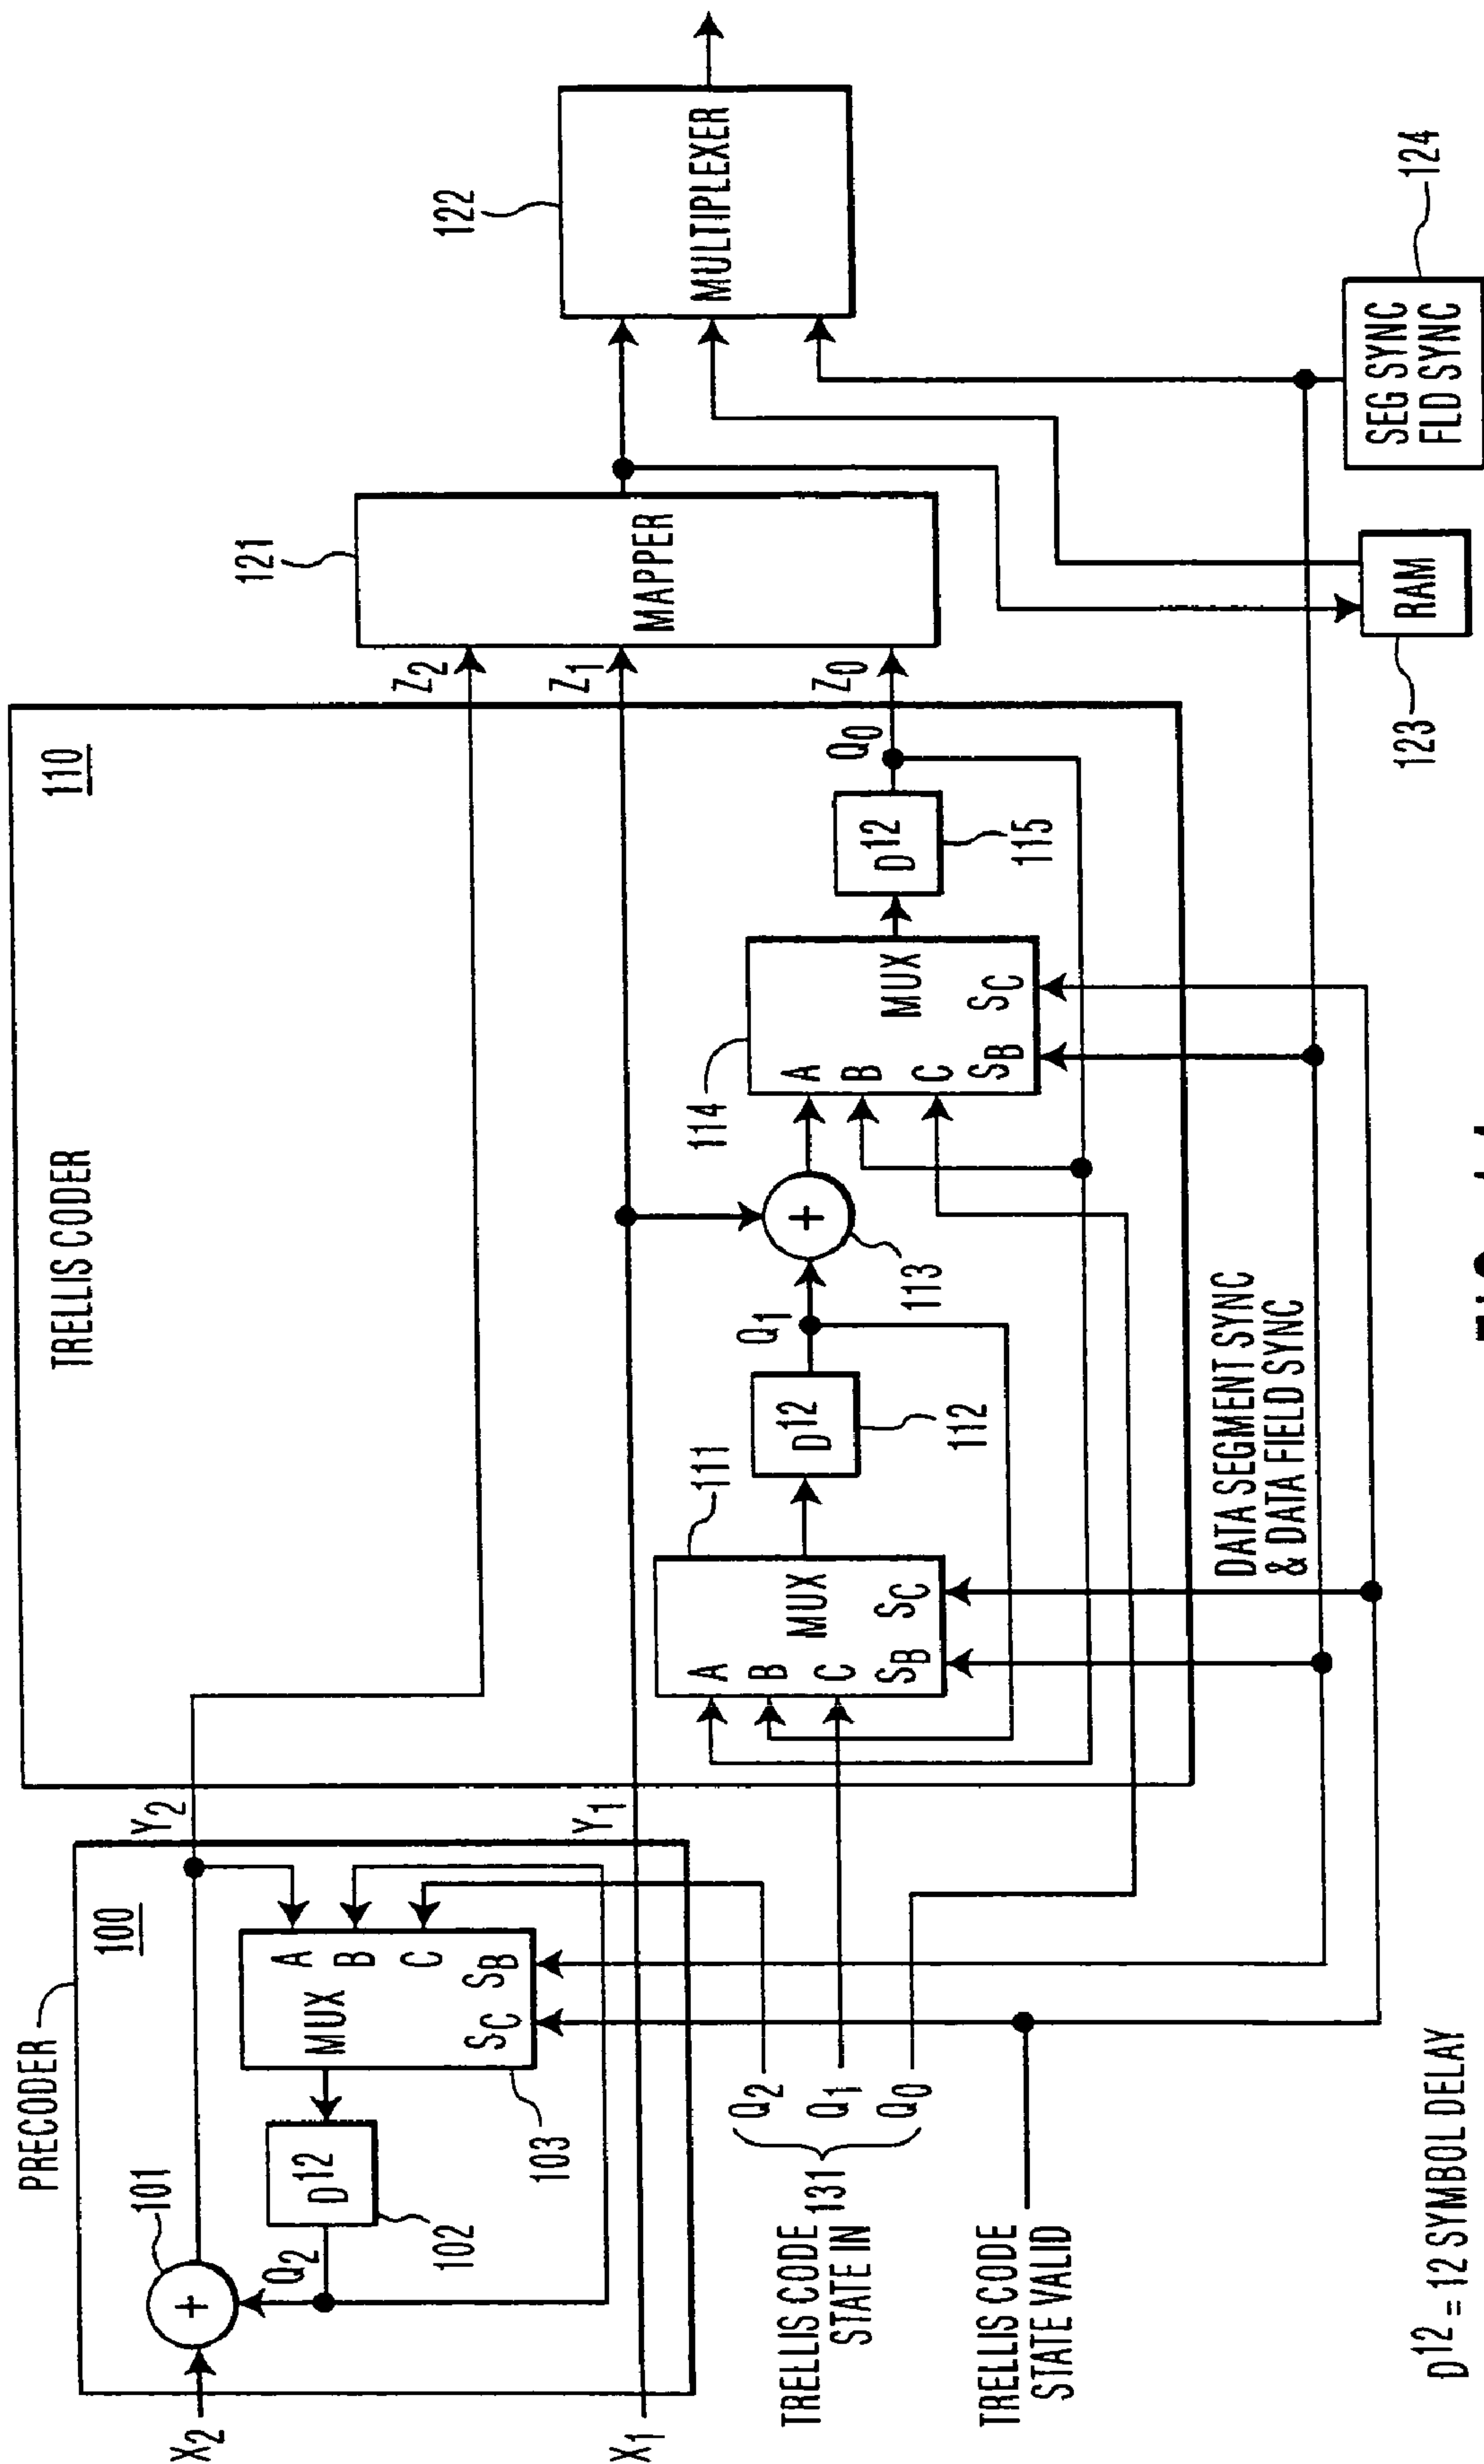 PRECODER
100
101
X2
X1
Q2
D12
102
MUX
A
B
C
SC
SB
103
Y2
Y1
TRELLIS CODE
STATE IN
131
Q2
Q1
Q0
TRELLIS CODE
STATE VALID
D12 = 12 SYMBOL DELAY
TRELLIS CODER
110
111
MUX
A
B
C
SB
SC
D12
112
Q1
+
113
114
MUX
A
B
C
SB
SC
D12
115
Q0
DATA SEGMENT SYNC
& DATA FIELD SYNC
Z2
Z1
Z0
121
MAPPER
122
MULTIPLEXER
RAM
123
SEG SYNC
FLD SYNC
124
+